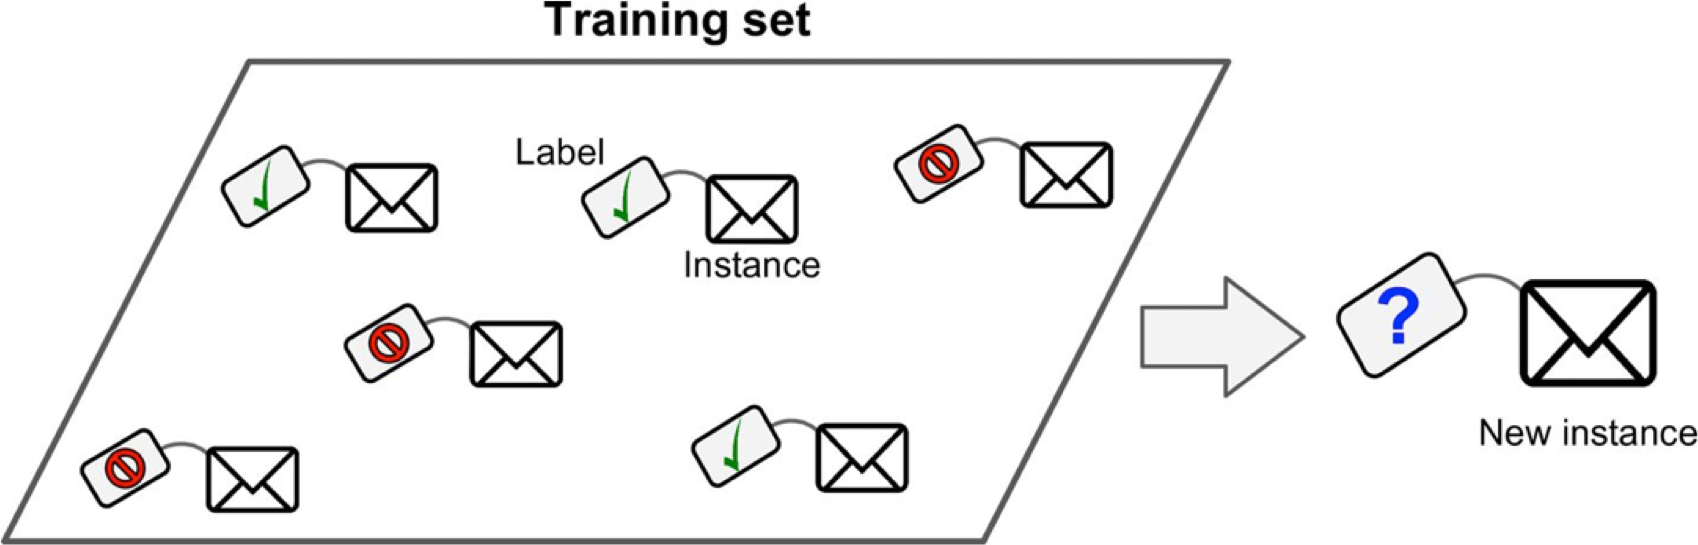 Training set
Label
Instance
?
New instance